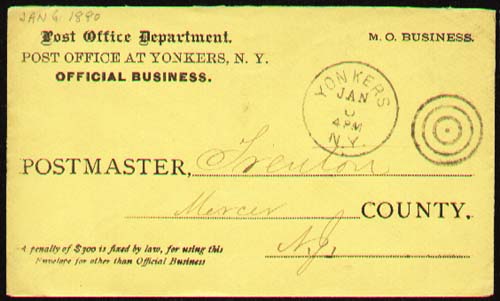 JAN 6 1890
Post Office Department.
M. O. BUSINESS.
POST OFFICE AT YONKERS, N. Y.
OFFICIAL BUSINESS.
YONKERS
JAN
6
4 PM
N.Y.
POSTMASTER, Trenton
Mercer COUNTY,
N.J.
A penalty of $300 is fixed by law, for using this
Envelope for other than Official Business